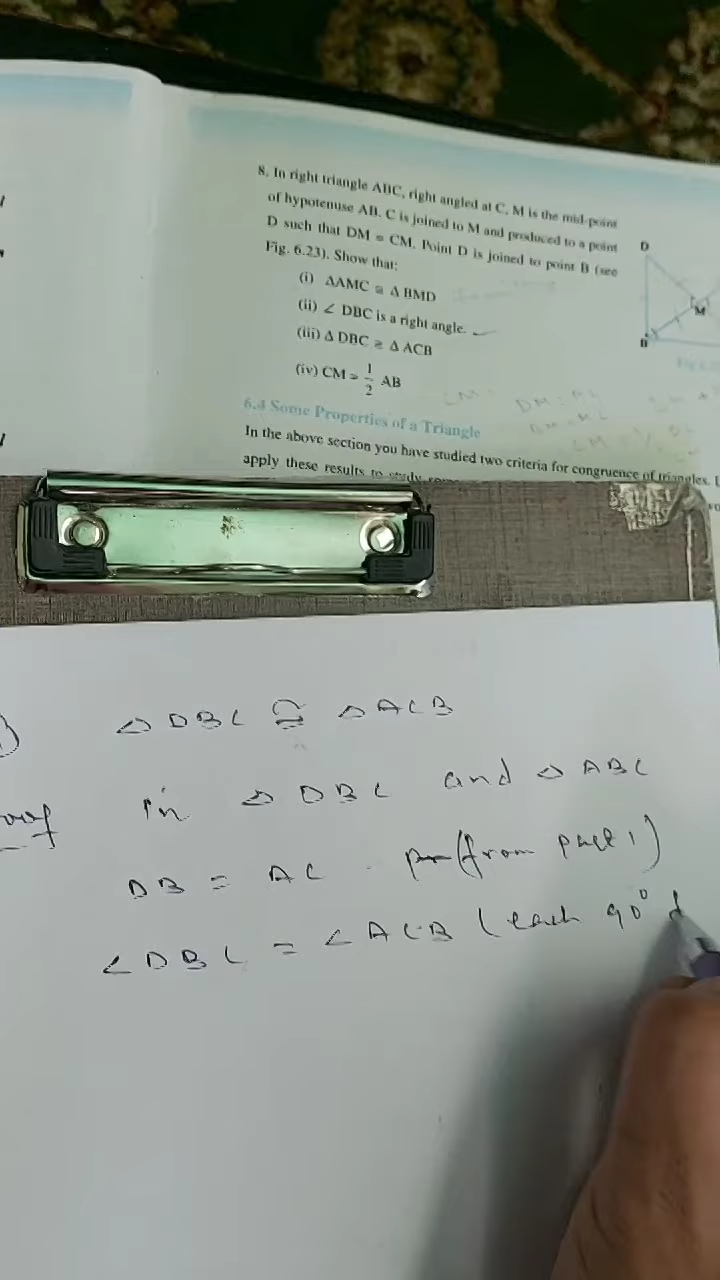 8. In right triangle ABC, right angled at C, M is the mid-point
of hypotenuse AB. C is joined to M and produced to a point
D such that DM = CM. Point D is joined to point B (see
Fig. 6.23). Show that:
(i) ΔAMC ≅ Δ BMD
(ii) ∠ DBC is a right angle.
(iii) Δ DBC ≅ Δ ACB
(iv) CM = 1/2 AB
D
M
B
6.4 Some Properties of a Triangle
In the above section you have studied two criteria for congruence of triangles.
apply these results to study
Δ DBC ≅ Δ ACB
in Δ DBC and Δ ABC
DB = AC . (from part 1)
∠DBC = ∠ACB (each 90°